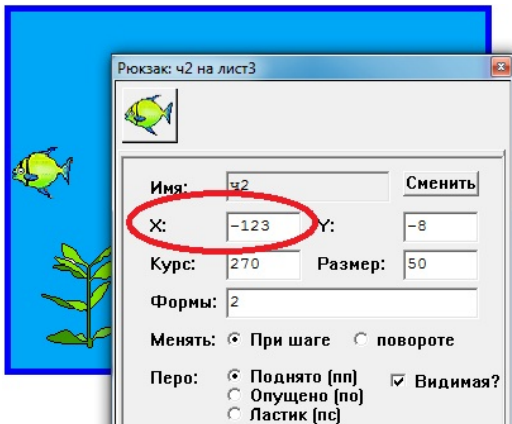 Рюкзак: ч2 на лист3
Имя: ч2 Сменить
X: -123 Y: -8
Курс: 270 Размер: 50
Формы: 2
Менять: При шаге повороте
Перо: Поднято (пп) Видимая?
Опущено (по)
Ластик (пс)